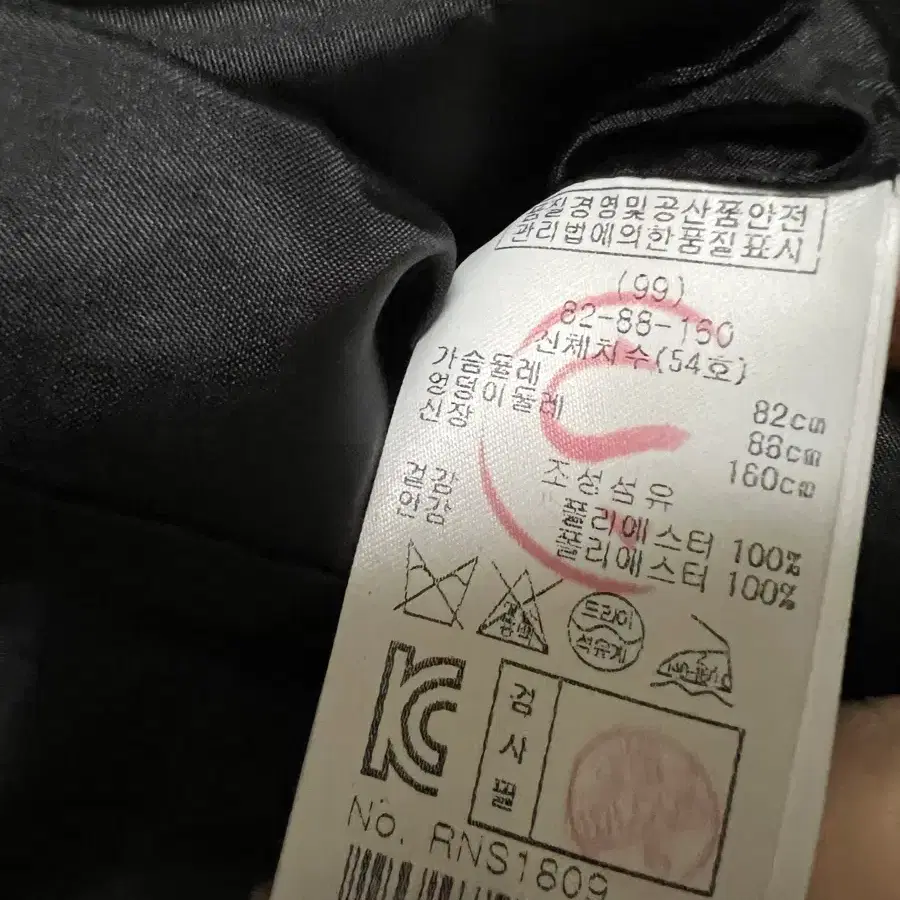 품질경영및공산품안전
관리법에의한품질표시
(99)
82-88-160
신체치수(54호)
가슴둘레 82cm
엉덩이둘레 88cm
신장 160cm
조성섬유
겉감 폴리에스터 100%
안감 폴리에스터 100%
드라이
석유계
검사필
No. RNS1809